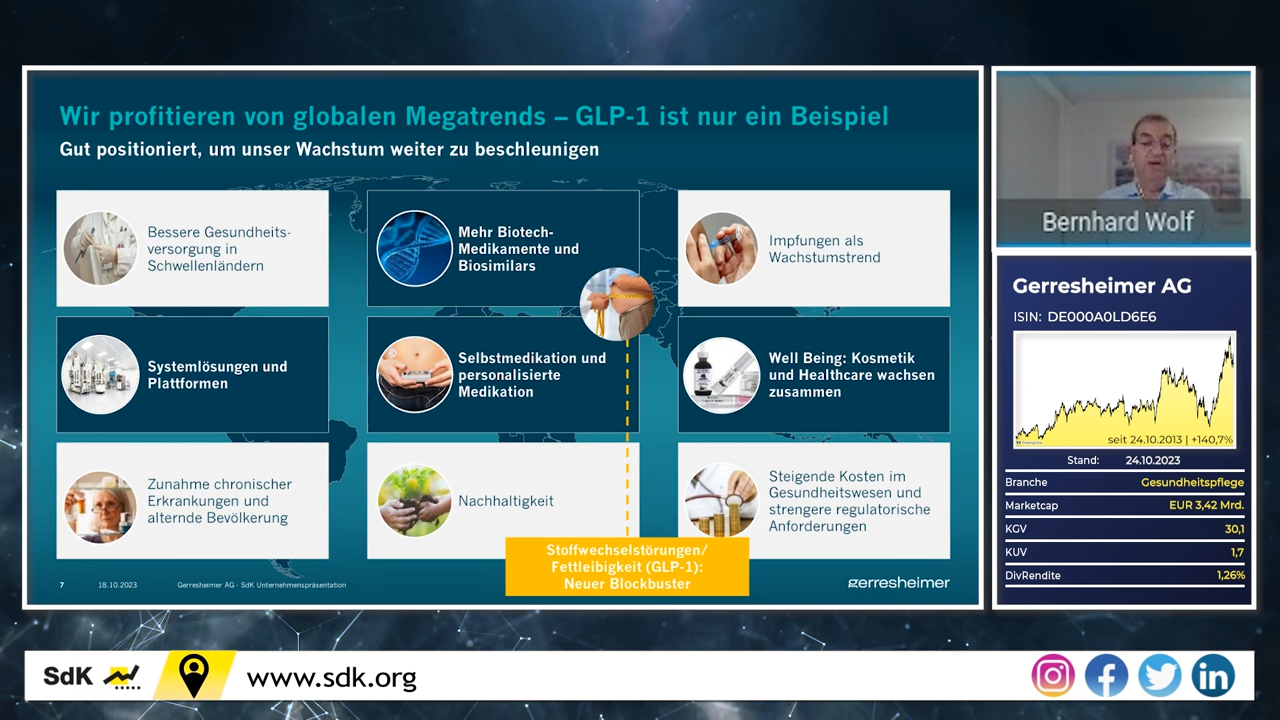 Wir profitieren von globalen Megatrends – GLP-1 ist nur ein Beispiel
Gut positioniert, um unser Wachstum weiter zu beschleunigen
Bessere Gesundheits-
versorgung in
Schwellenländern
Mehr Biotech-
Medikamente und
Biosimilars
Impfungen als
Wachstumstrend
Systemlösungen und
Plattformen
Selbstmedikation und
personalisierte
Medikation
Well Being: Kosmetik
und Healthcare wachsen
zusammen
Zunahme chronischer
Erkrankungen und
alternde Bevölkerung
Nachhaltigkeit
Steigende Kosten im
Gesundheitswesen und
strengere regulatorische
Anforderungen
Stoffwechselstörungen/
Fettleibigkeit (GLP-1):
Neuer Blockbuster
7 18.10.2023 Gerresheimer AG - SdK Unternehmenspräsentation
gerresheimer
Bernhard Wolf
Gerresheimer AG
ISIN: DE000A0LD6E6
seit 24.10.2013 | +140,7%
Stand: 24.10.2023
Branche Gesundheitspflege
Marketcap EUR 3,42 Mrd.
KGV 30,1
KUV 1,7
DivRendite 1,26%
SdK
www.sdk.org